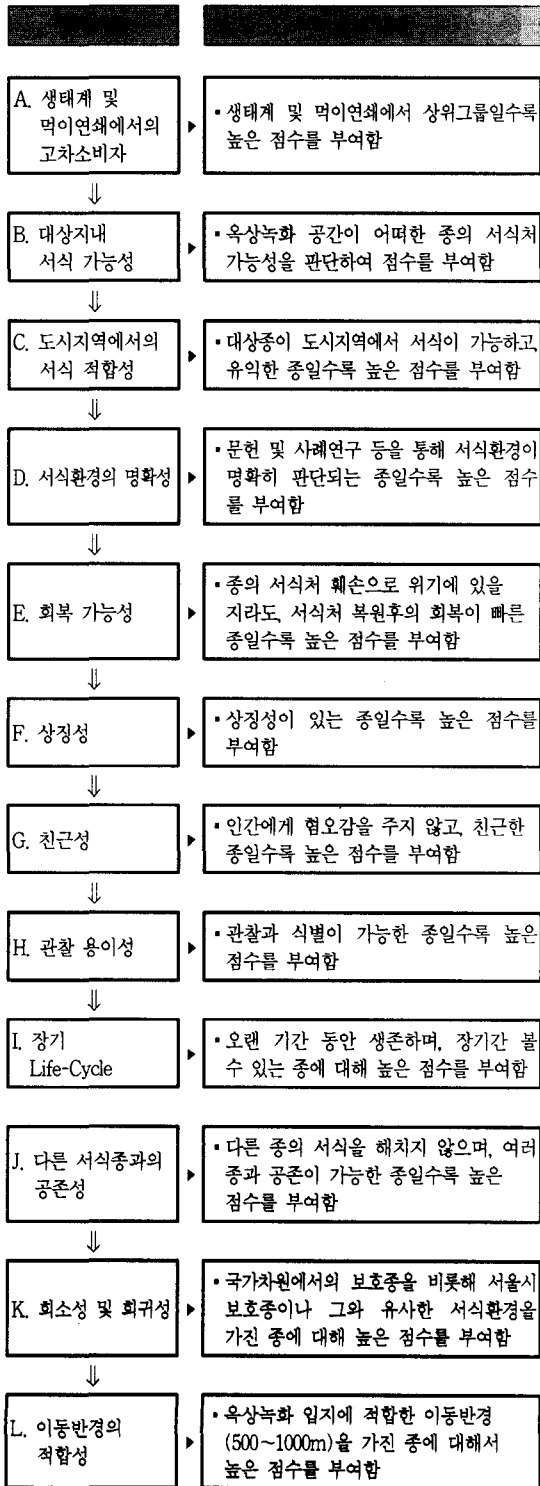 A. 생태계 및
먹이연쇄에서의
고차소비자
▶
▪ 생태계 및 먹이연쇄에서 상위그룹일수록
높은 점수를 부여함
⇓
B. 대상지내
서식 가능성
▶
▪ 옥상녹화 공간이 어떠한 종의 서식처
가능성을 판단하여 점수를 부여함
⇓
C. 도시지역에서의
서식 적합성
▶
▪ 대상종이 도시지역에서 서식이 가능하고,
유익한 종일수록 높은 점수를 부여함
⇓
D. 서식환경의 명확성
▶
▪ 문헌 및 사례연구 등을 통해 서식환경이
명확히 판단되는 종일수록 높은 점수
를 부여함
⇓
E. 회복 가능성
▶
▪ 종의 서식처 훼손으로 위기에 있을
지라도, 서식처 복원후의 회복이 빠른
종일수록 높은 점수를 부여함
⇓
F. 상징성
▶
▪ 상징성이 있는 종일수록 높은 점수를
부여함
⇓
G. 친근성
▶
▪ 인간에게 혐오감을 주지 않고, 친근한
종일수록 높은 점수를 부여함
⇓
H. 관찰 용이성
▶
▪ 관찰과 식별이 가능한 종일수록 높은
점수를 부여함
⇓
I. 장기
Life-Cycle
▶
▪ 오랜 기간 동안 생존하며, 장기간 볼
수 있는 종에 대해 높은 점수를 부여함
J. 다른 서식종과의
공존성
▶
▪ 다른 종의 서식을 해치지 않으며, 여러
종과 공존이 가능한 종일수록 높은
점수를 부여함
⇓
K. 희소성 및 희귀성
▶
▪ 국가차원에서의 보호종을 비롯해 서울시
보호종이나 그와 유사한 서식환경을
가진 종에 대해 높은 점수를 부여함
⇓
L. 이동반경의
적합성
▶
▪ 옥상녹화 입지에 적합한 이동반경
(500~1000m)을 가진 종에 대해서
높은 점수를 부여함